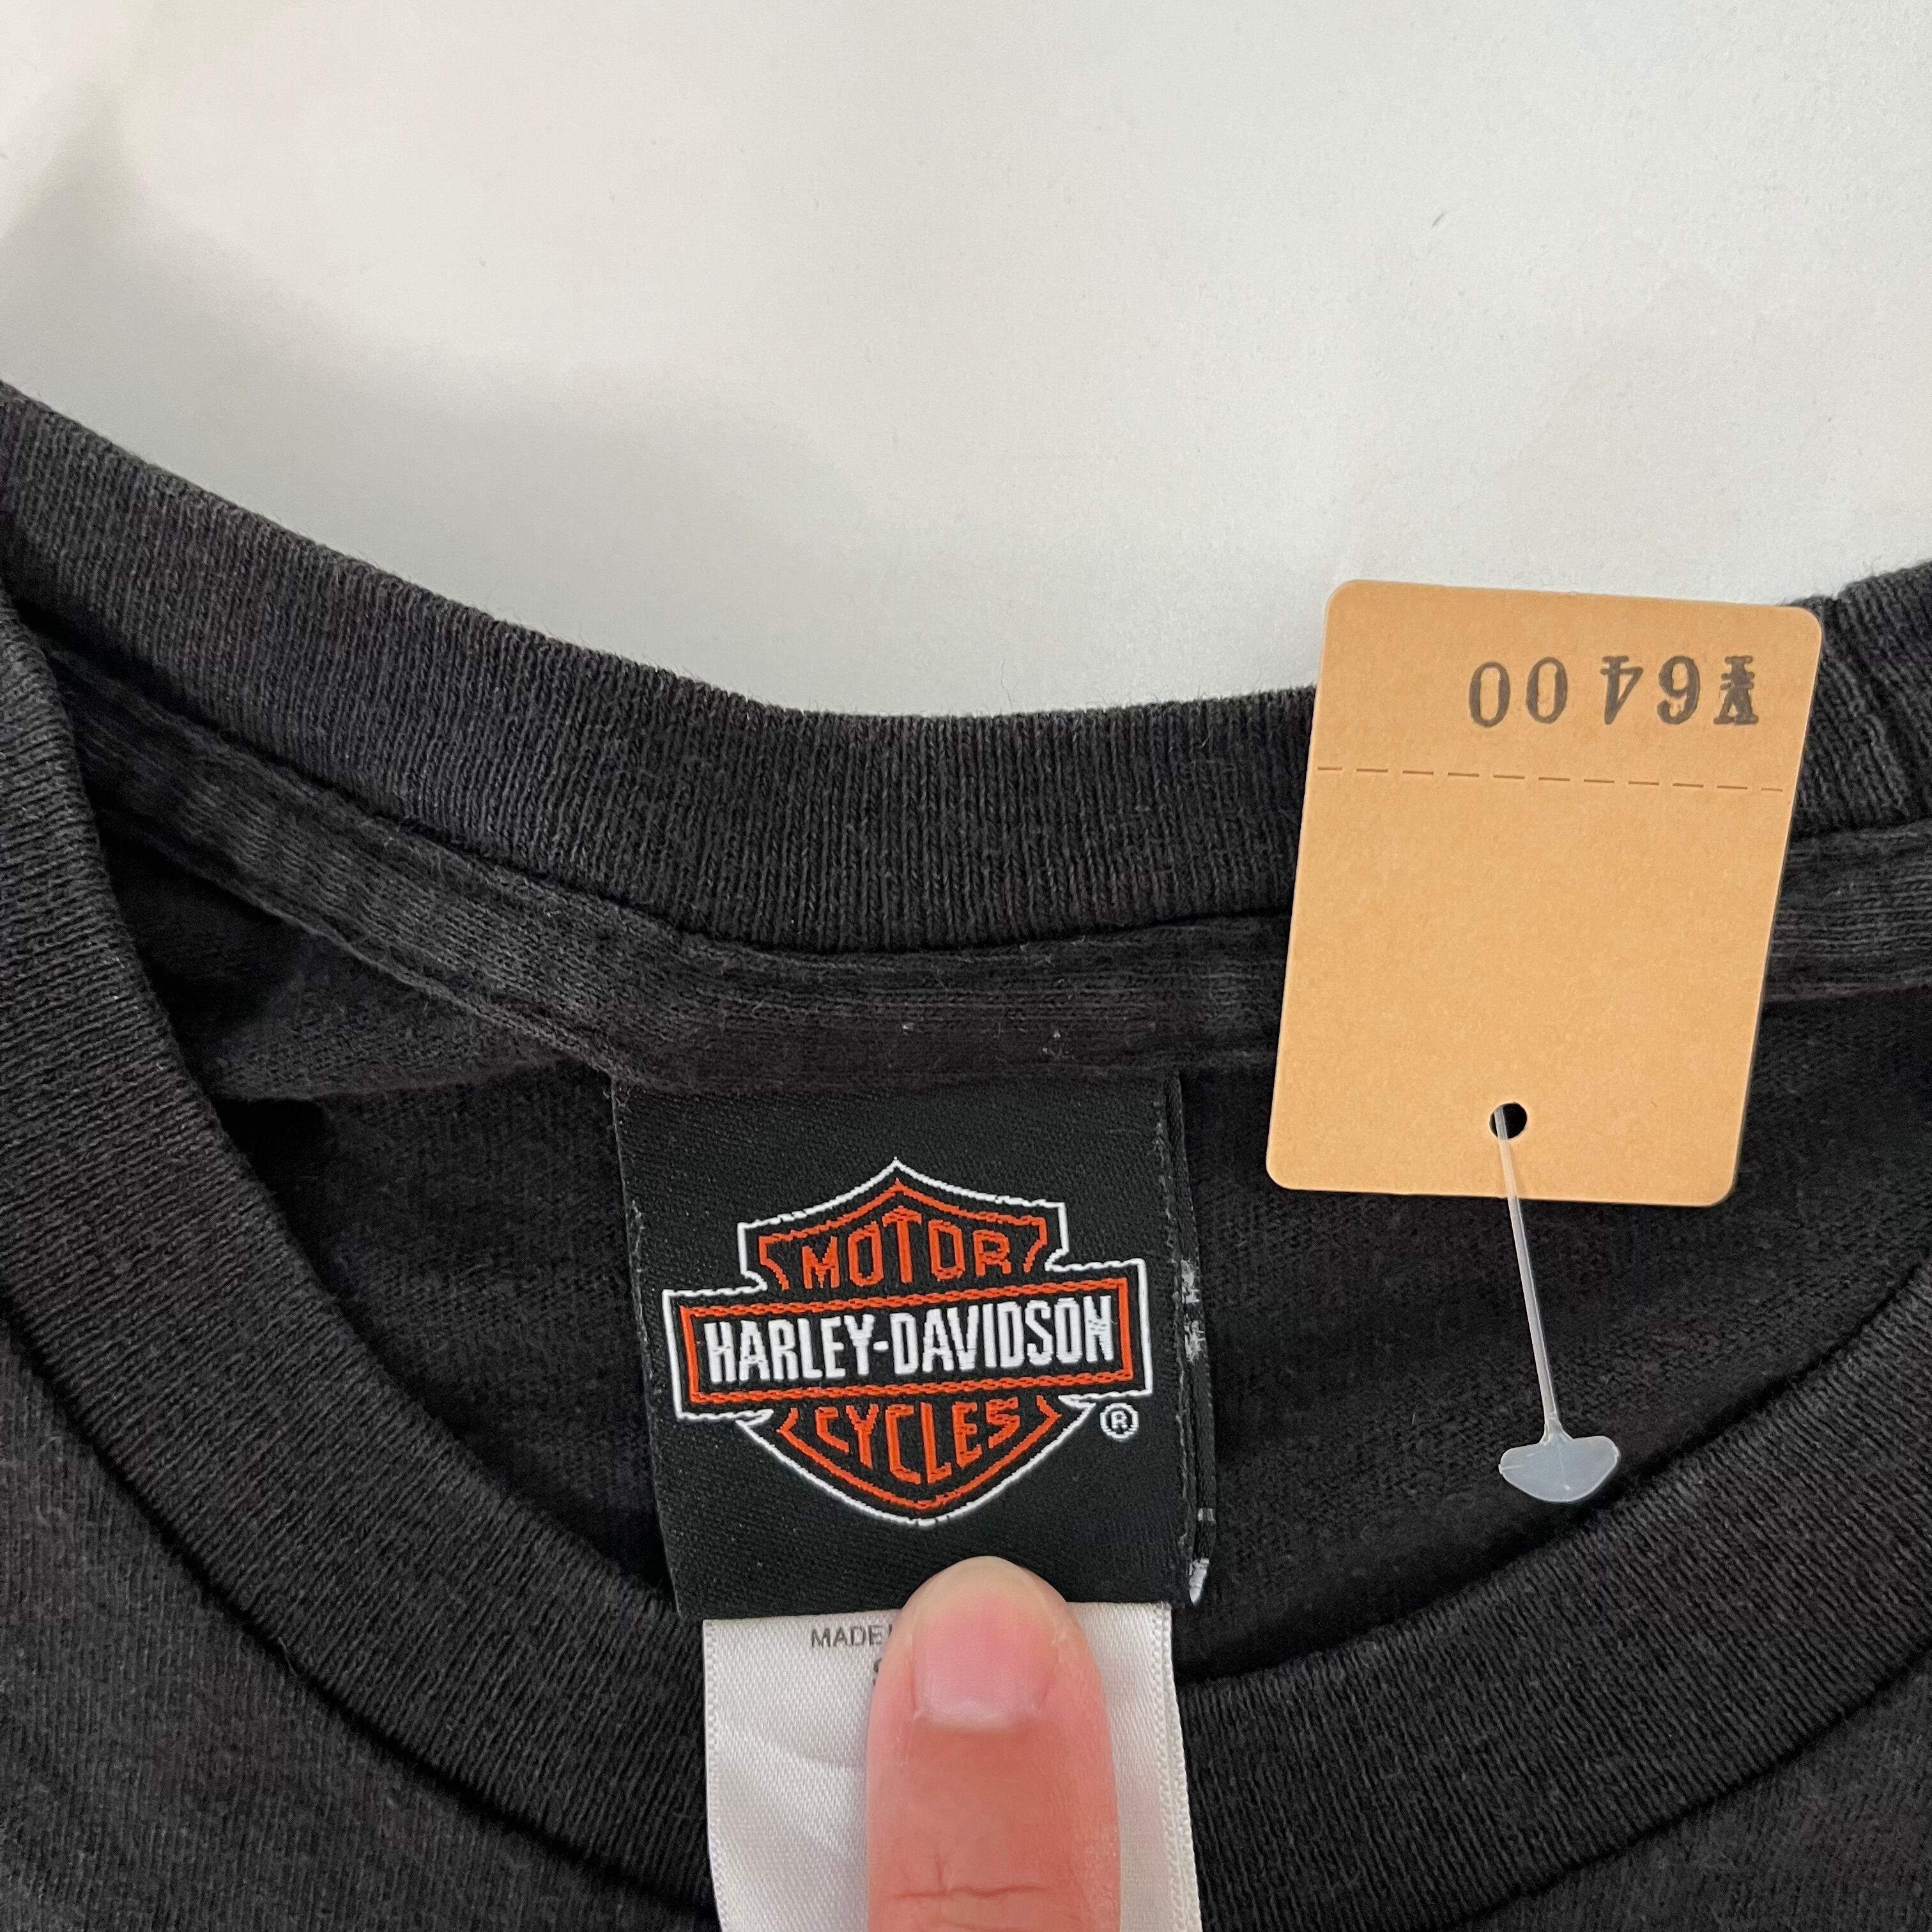 ¥6400
MOTOR
HARLEY-DAVIDSON
CYCLES
®
MADE